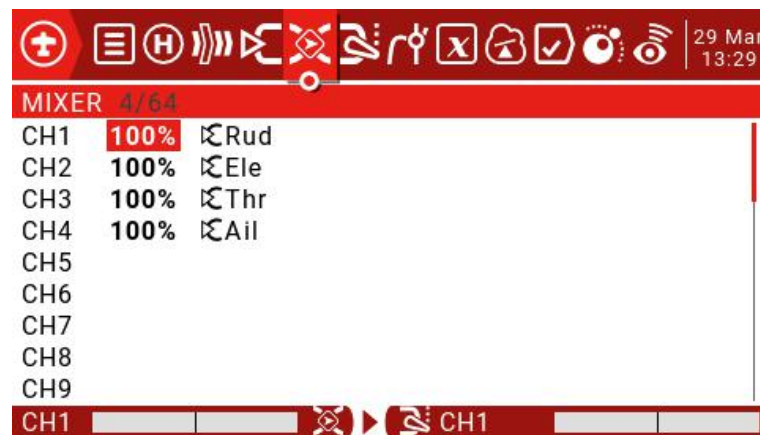 29 Mar
13:29
MIXER 4/64
CH1 100% Rud
CH2 100% Ele
CH3 100% Thr
CH4 100% Ail
CH5
CH6
CH7
CH8
CH9
CH1 CH1